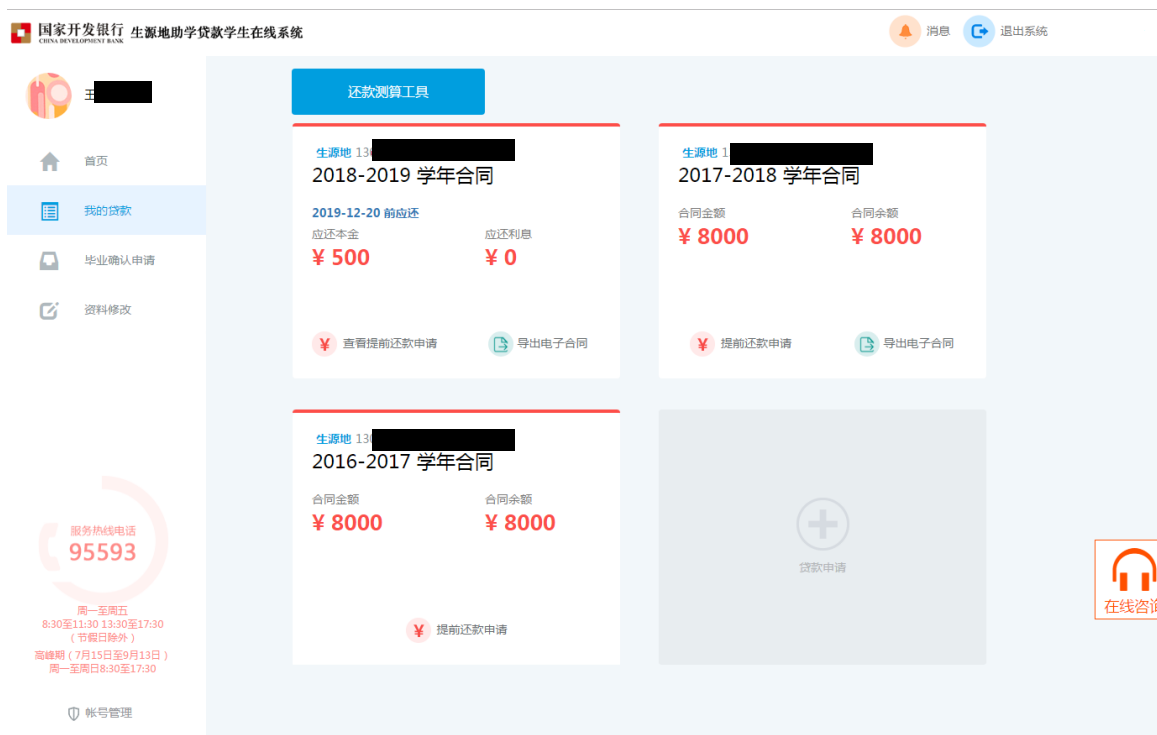 国家开发银行 生源地助学贷款学生在线系统
CHINA DEVELOPMENT BANK
消息
退出系统
王
首页
我的贷款
毕业确认申请
资料修改
服务热线电话
95593
周一至周五
8:30至11:30 13:30至17:30
(节假日除外)
高峰期(7月15日至9月13日)
周一至周日8:30至17:30
帐号管理
还款测算工具
生源地 13
2018-2019 学年合同
2019-12-20 前应还
应还本金 应还利息
¥ 500 ¥ 0
¥ 查看提前还款申请 导出电子合同
生源地 1
2017-2018 学年合同
合同金额 合同余额
¥ 8000 ¥ 8000
¥ 提前还款申请 导出电子合同
生源地 13
2016-2017 学年合同
合同金额 合同余额
¥ 8000 ¥ 8000
¥ 提前还款申请
贷款申请
在线咨询